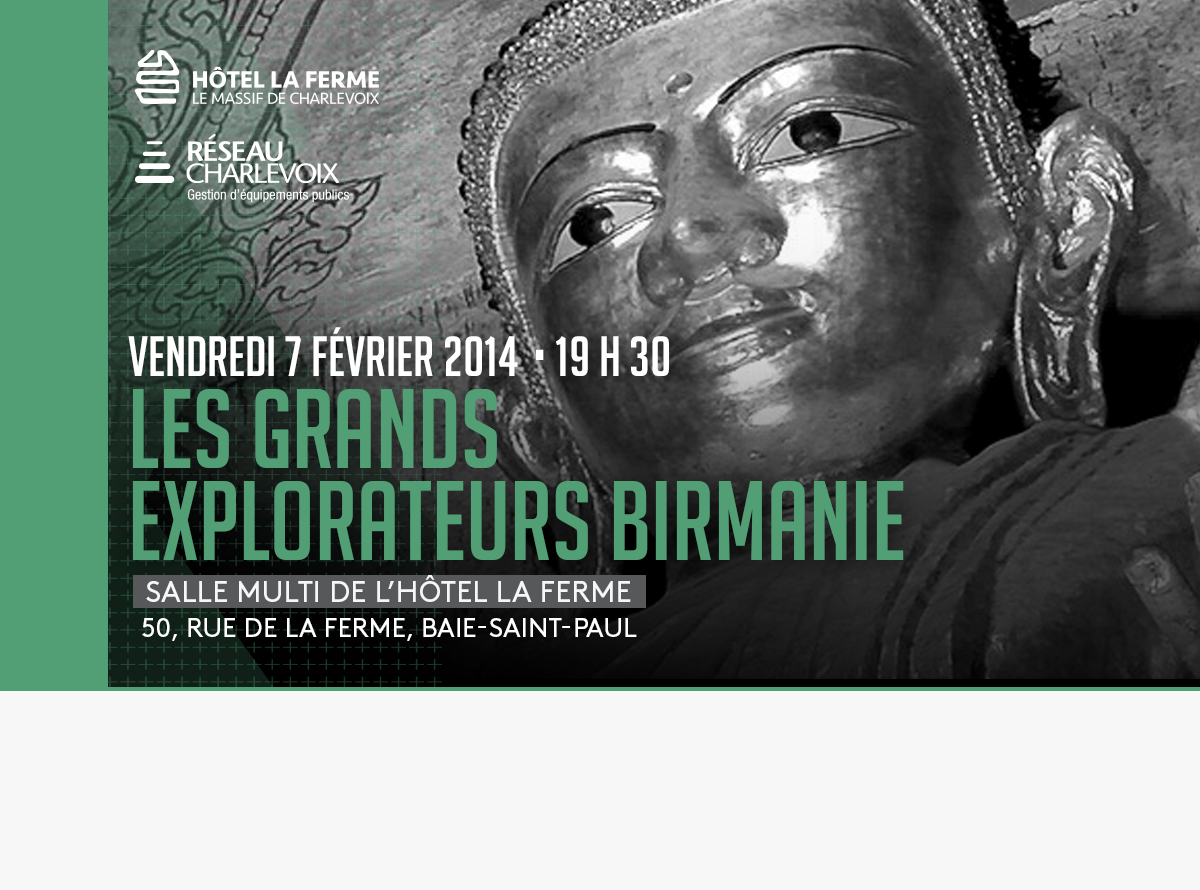 HÔTEL LA FERME
LE MASSIF DE CHARLEVOIX
RÉSEAU
CHARLEVOIX
Gestion d'équipements publics
VENDREDI 7 FÉVRIER 2014 ▪ 19 H 30
LES GRANDS
EXPLORATEURS BIRMANIE
SALLE MULTI DE L'HÔTEL LA FERME
50, RUE DE LA FERME, BAIE-SAINT-PAUL